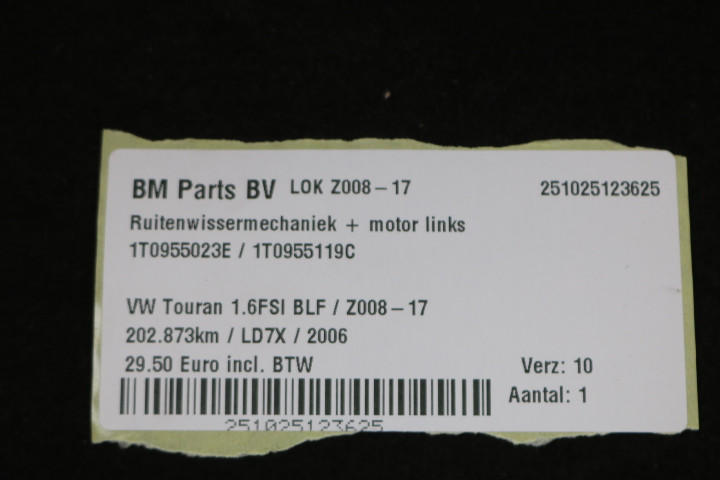 BM Parts BV LOK Z008-17 251025123625
Ruitenwissermechaniek + motor links
1T0955023E / 1T0955119C
VW Touran 1.6FSI BLF / Z008-17
202.873km / LD7X / 2006
29.50 Euro incl. BTW Verz: 10
Aantal: 1
251025123625